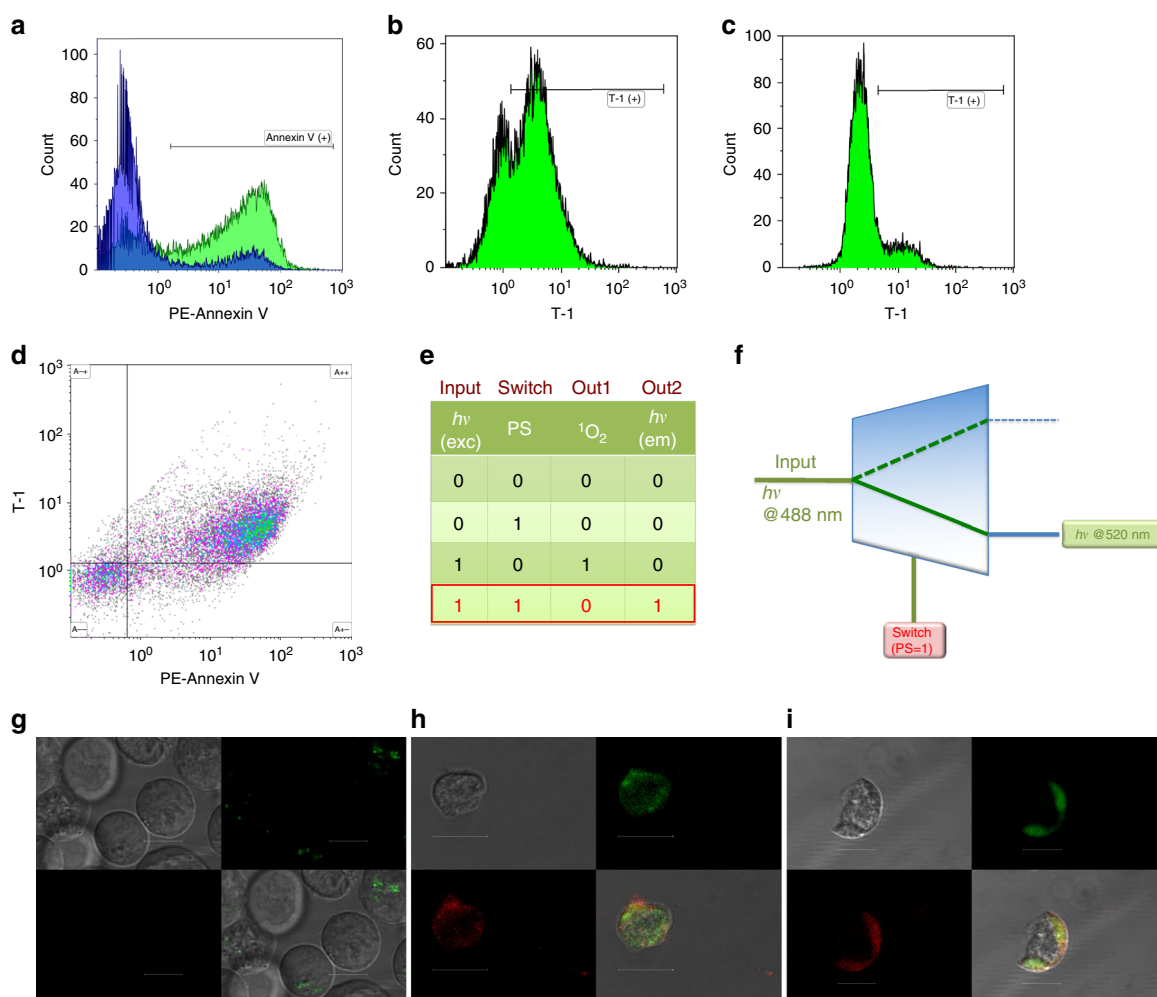 a
Count
100
80
60
40
20
0
Annexin V (+)
10⁰ 10¹ 10² 10³
PE-Annexin V
b
Count
60
40
20
0
T-1 (+)
10⁰ 10¹ 10² 10³
T-1
c
Count
100
80
60
40
20
0
T-1 (+)
10⁰ 10¹ 10² 10³
T-1
d
T-1
10³
10²
10¹
10⁰
A−+ A++
A−− A+−
10⁰ 10¹ 10² 10³
PE-Annexin V
e
Input Switch Out1 Out2
hν (exc) PS ¹O₂ hν (em)
0 0 0 0
0 1 0 0
1 0 1 0
1 1 0 1
f
Input
hν
@488 nm
hν @520 nm
Switch
(PS=1)
g
h
i